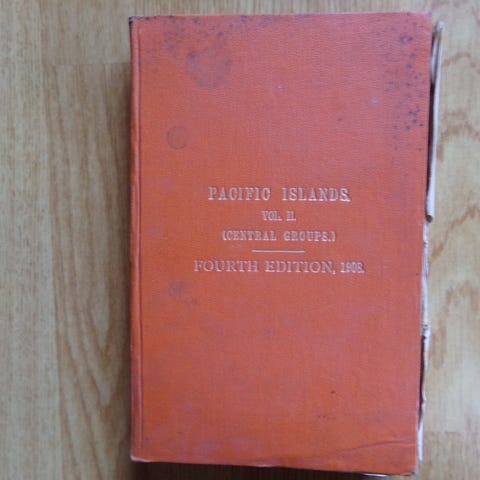 PACIFIC ISLANDS.
VOL. II.
(CENTRAL GROUPS.)
FOURTH EDITION, 1908.